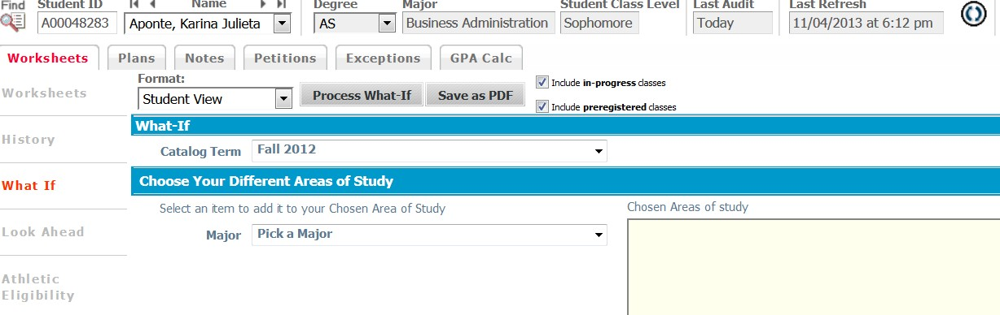 Find Student ID Name Degree Major Student Class Level Last Audit Last Refresh
A00048283 Aponte, Karina Julieta AS Business Administration Sophomore Today 11/04/2013 at 6:12 pm
Worksheets Plans Notes Petitions Exceptions GPA Calc
Worksheets
History
What If
Look Ahead
Athletic
Eligibility
Format:
Student View
Process What-If Save as PDF
Include in-progress classes
Include preregistered classes
What-If
Catalog Term Fall 2012
Choose Your Different Areas of Study
Select an item to add it to your Chosen Area of Study
Major Pick a Major
Chosen Areas of study